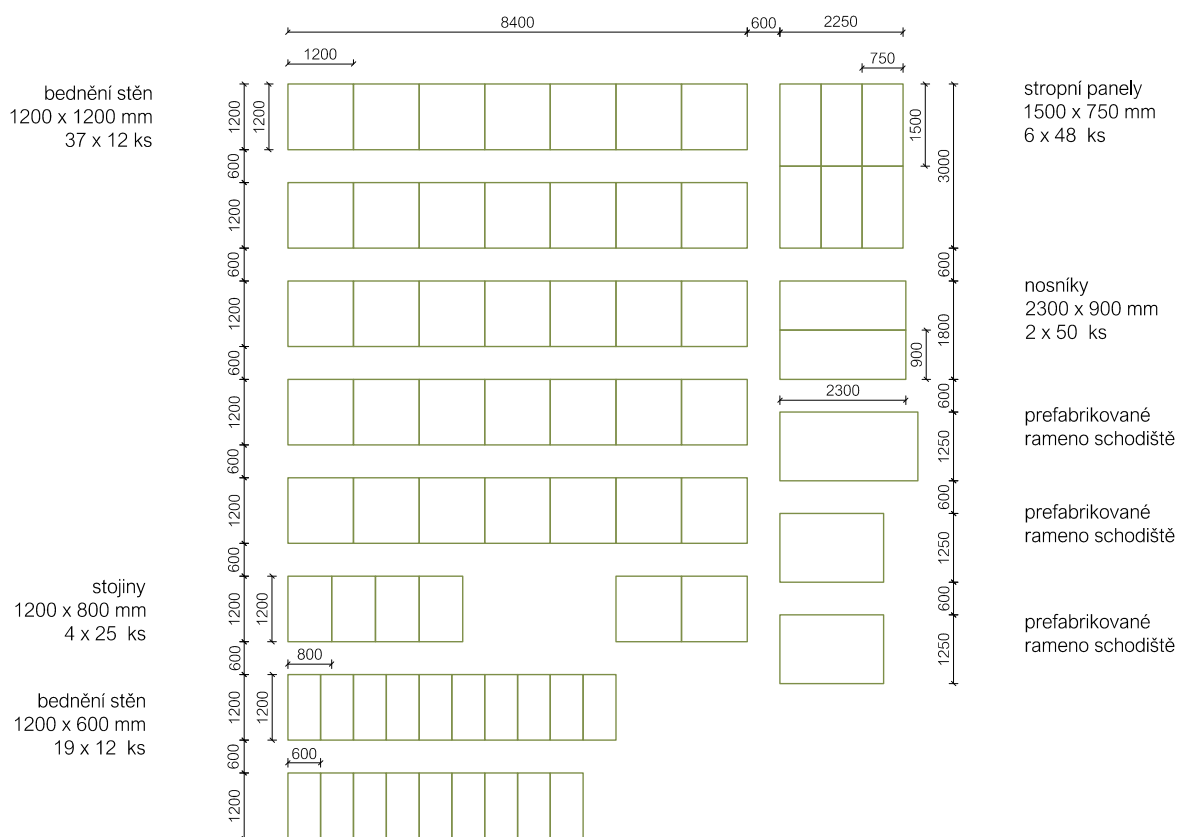 8400
600
2250
1200
750
bednění stěn
1200 x 1200 mm
37 x 12 ks
1200
1200
1500
3000
stropní panely
1500 x 750 mm
6 x 48 ks
600
1200
600
600
1200
1800
nosníky
2300 x 900 mm
2 x 50 ks
900
600
2300
600
1200
1250
prefabrikované
rameno schodiště
600
600
1200
1250
prefabrikované
rameno schodiště
600
600
stojiny
1200 x 800 mm
4 x 25 ks
1200
1200
1250
prefabrikované
rameno schodiště
600
800
bednění stěn
1200 x 600 mm
19 x 12 ks
1200
1200
600
600
1200